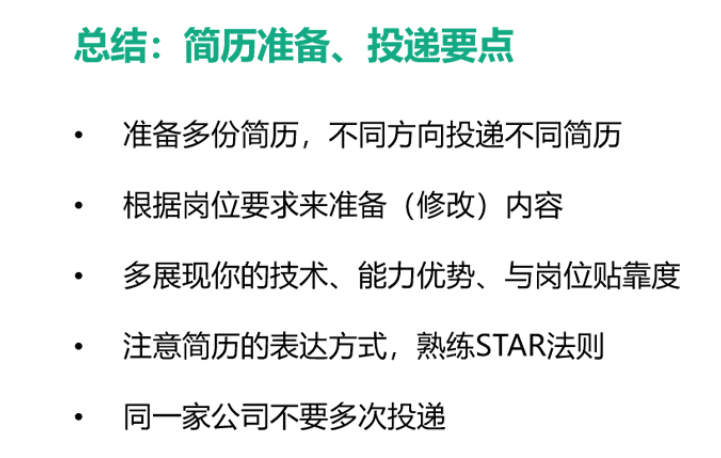 总结：简历准备、投递要点
• 准备多份简历，不同方向投递不同简历
• 根据岗位要求来准备（修改）内容
• 多展现你的技术、能力优势、与岗位贴靠度
• 注意简历的表达方式，熟练STAR法则
• 同一家公司不要多次投递